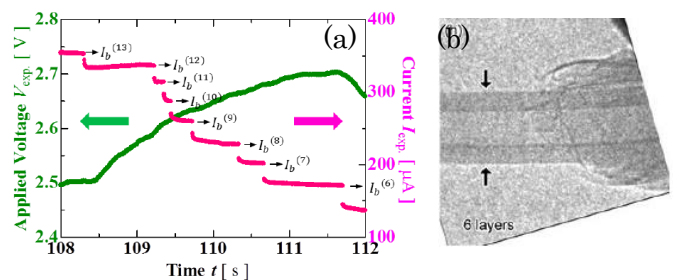 (a)
Applied Voltage V_exp. [ V ]
2.8
2.7
2.6
2.5
2.4
I_b^(13)
I_b^(12)
I_b^(11)
I_b^(10)
I_b^(9)
I_b^(8)
I_b^(7)
I_b^(6)
400
300
200
100
Current I_exp. [ μA ]
108
109
110
111
112
Time t [ s ]
(b)
6 layers